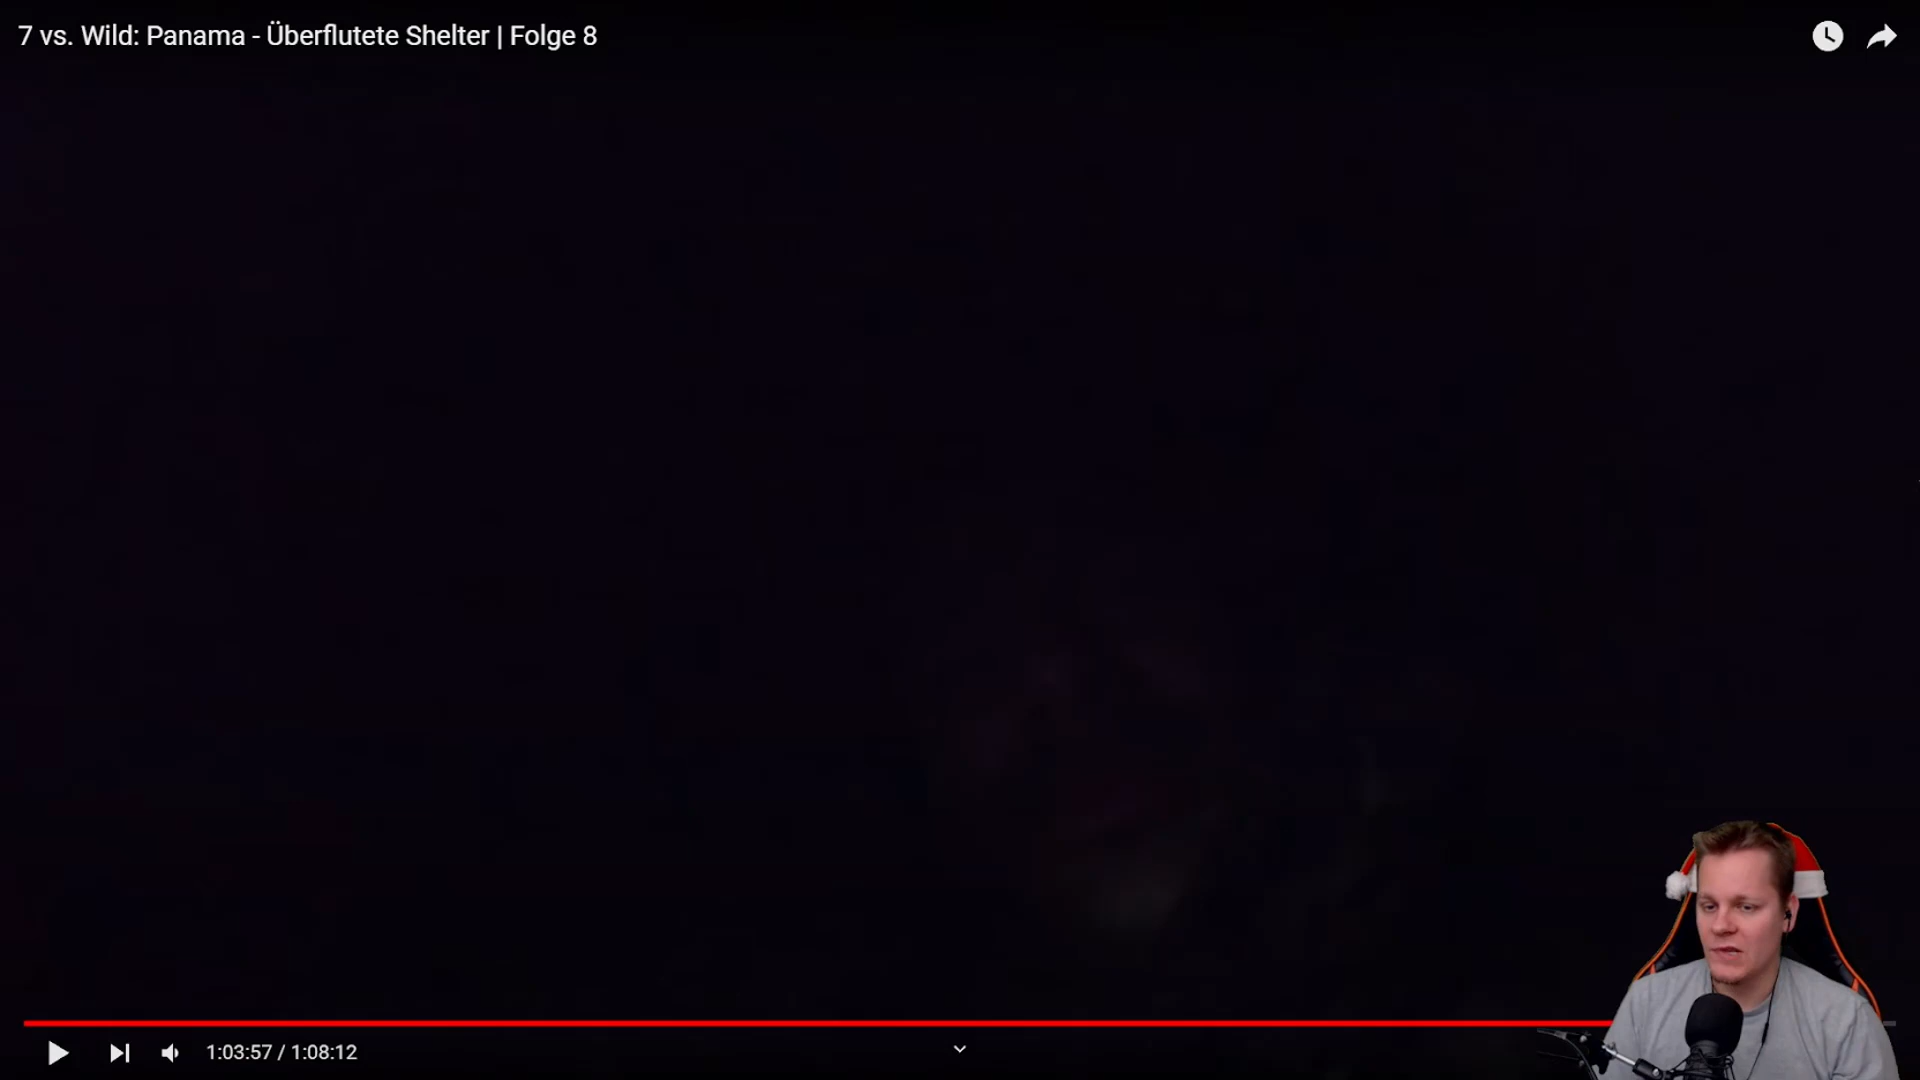 7 vs. Wild: Panama - Überflutete Shelter | Folge 8
1:03:57 / 1:08:12